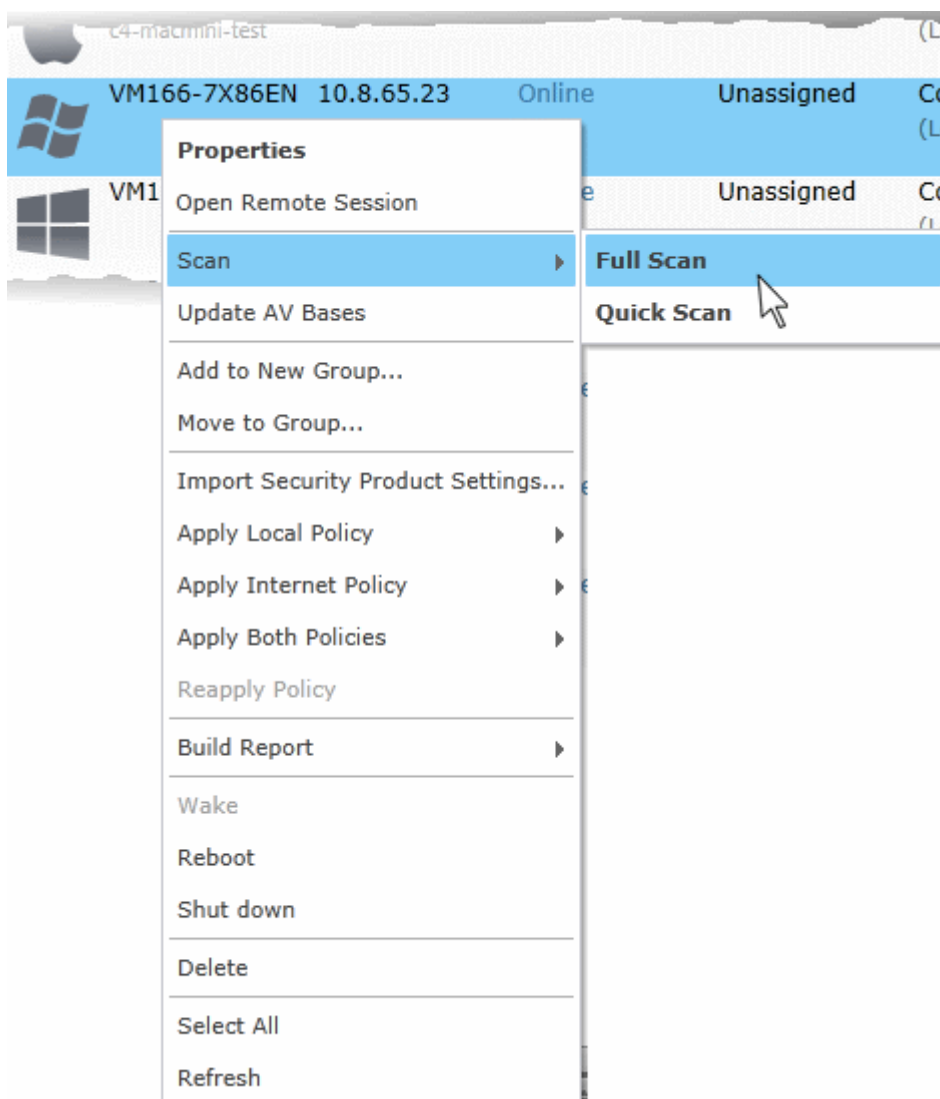 c4-macmini-test
VM166-7X86EN 10.8.65.23 Online Unassigned
VM1 Unassigned
Properties
Open Remote Session
Scan
Full Scan
Quick Scan
Update AV Bases
Add to New Group...
Move to Group...
Import Security Product Settings...
Apply Local Policy
Apply Internet Policy
Apply Both Policies
Reapply Policy
Build Report
Wake
Reboot
Shut down
Delete
Select All
Refresh